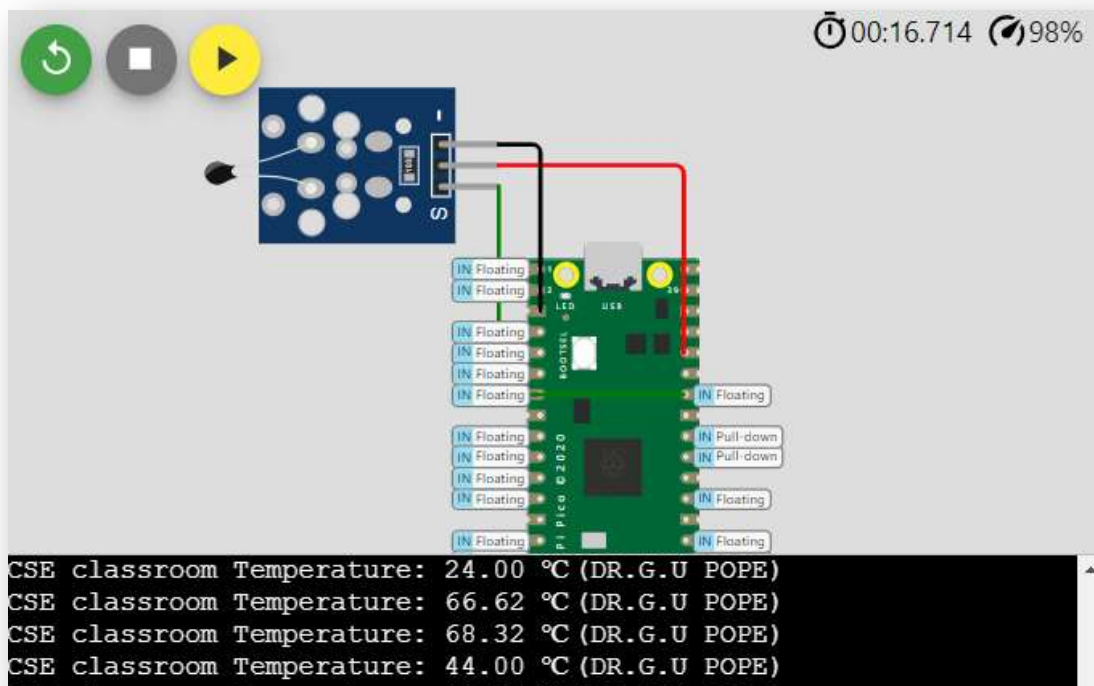 00:16.714 98%
-
103
S
IN Floating
IN Floating
2
39
LED USB
IN Floating
IN Floating
BOOTSEL
IN Floating
IN Floating
IN Floating
IN Pull-down
IN Floating
IN Pull-down
IN Floating
IN Floating
IN Floating
IN Floating
IN Floating
IN Floating
Pi Pico ©2020
CSE classroom Temperature: 24.00 ℃ (DR.G.U POPE)
CSE classroom Temperature: 66.62 ℃ (DR.G.U POPE)
CSE classroom Temperature: 68.32 ℃ (DR.G.U POPE)
CSE classroom Temperature: 44.00 ℃ (DR.G.U POPE)